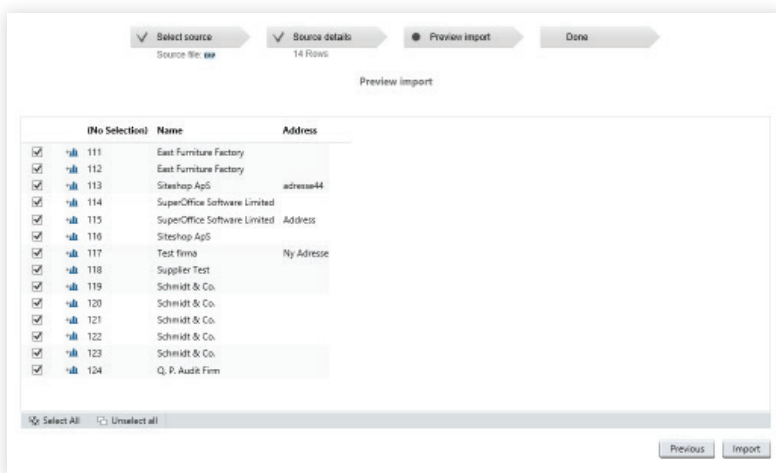 Select source
Source details
Preview import
Done
Source file: ERP
14 Rows
Preview import
(No Selection) Name Address
111 East Furniture Factory
112 East Furniture Factory
113 Siteshop ApS adresse44
114 SuperOffice Software Limited
115 SuperOffice Software Limited Address
116 Siteshop ApS
117 Test firma Ny Adresse
118 Supplier Test
119 Schmidt & Co.
120 Schmidt & Co.
121 Schmidt & Co.
122 Schmidt & Co.
123 Schmidt & Co.
124 Q. P. Audit Firm
Select All Unselect all
Previous Import